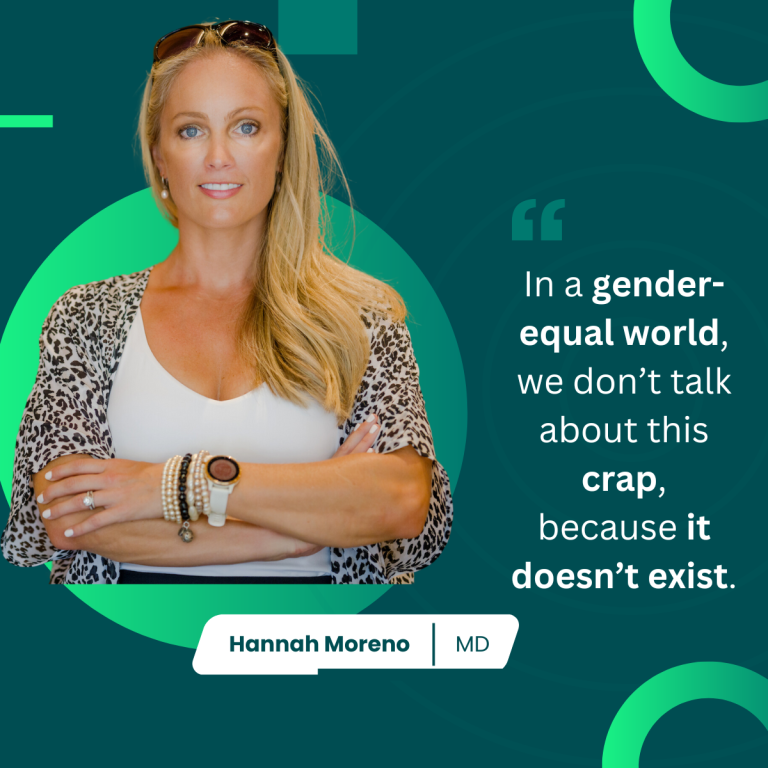 “
In a gender-
equal world,
we don’t talk
about this
crap,
because it
doesn’t exist.
Hannah Moreno | MD